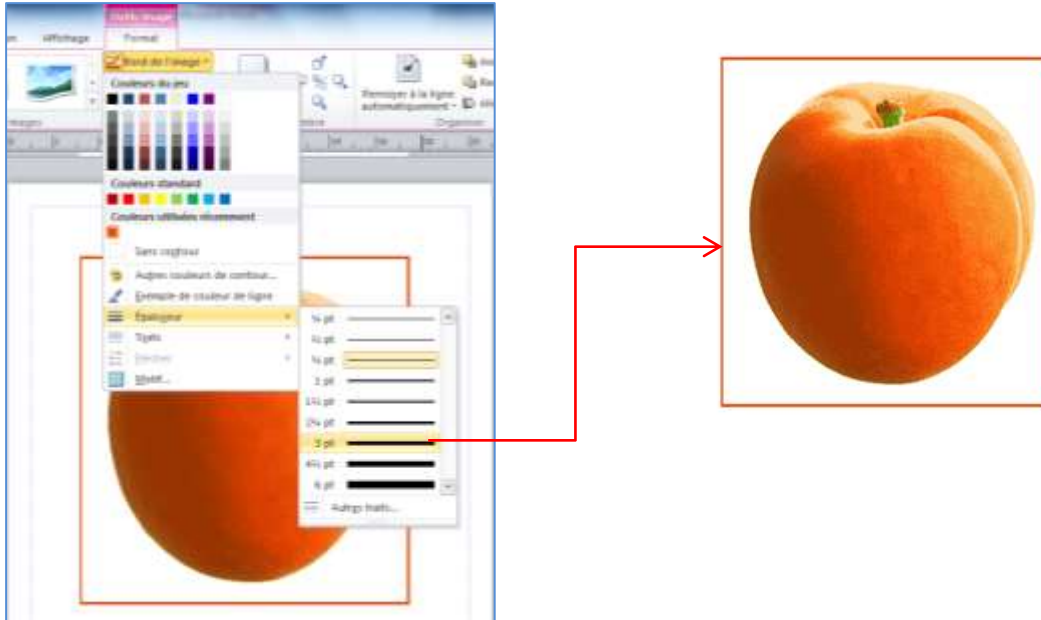 Outils Image
Affichage
Format
Bord de l'image
Couleurs du jeu
Renvoyer à la ligne
automatiquement
Organiser
Couleurs standard
Couleurs utilisées récemment
Sans contour
Autres couleurs de contour...
Exemple de couleur de ligne
Épaisseur
Tirets
Motif...
¼ pt
½ pt
¾ pt
1 pt
1½ pt
2¼ pt
3 pt
4½ pt
6 pt
Autres traits...